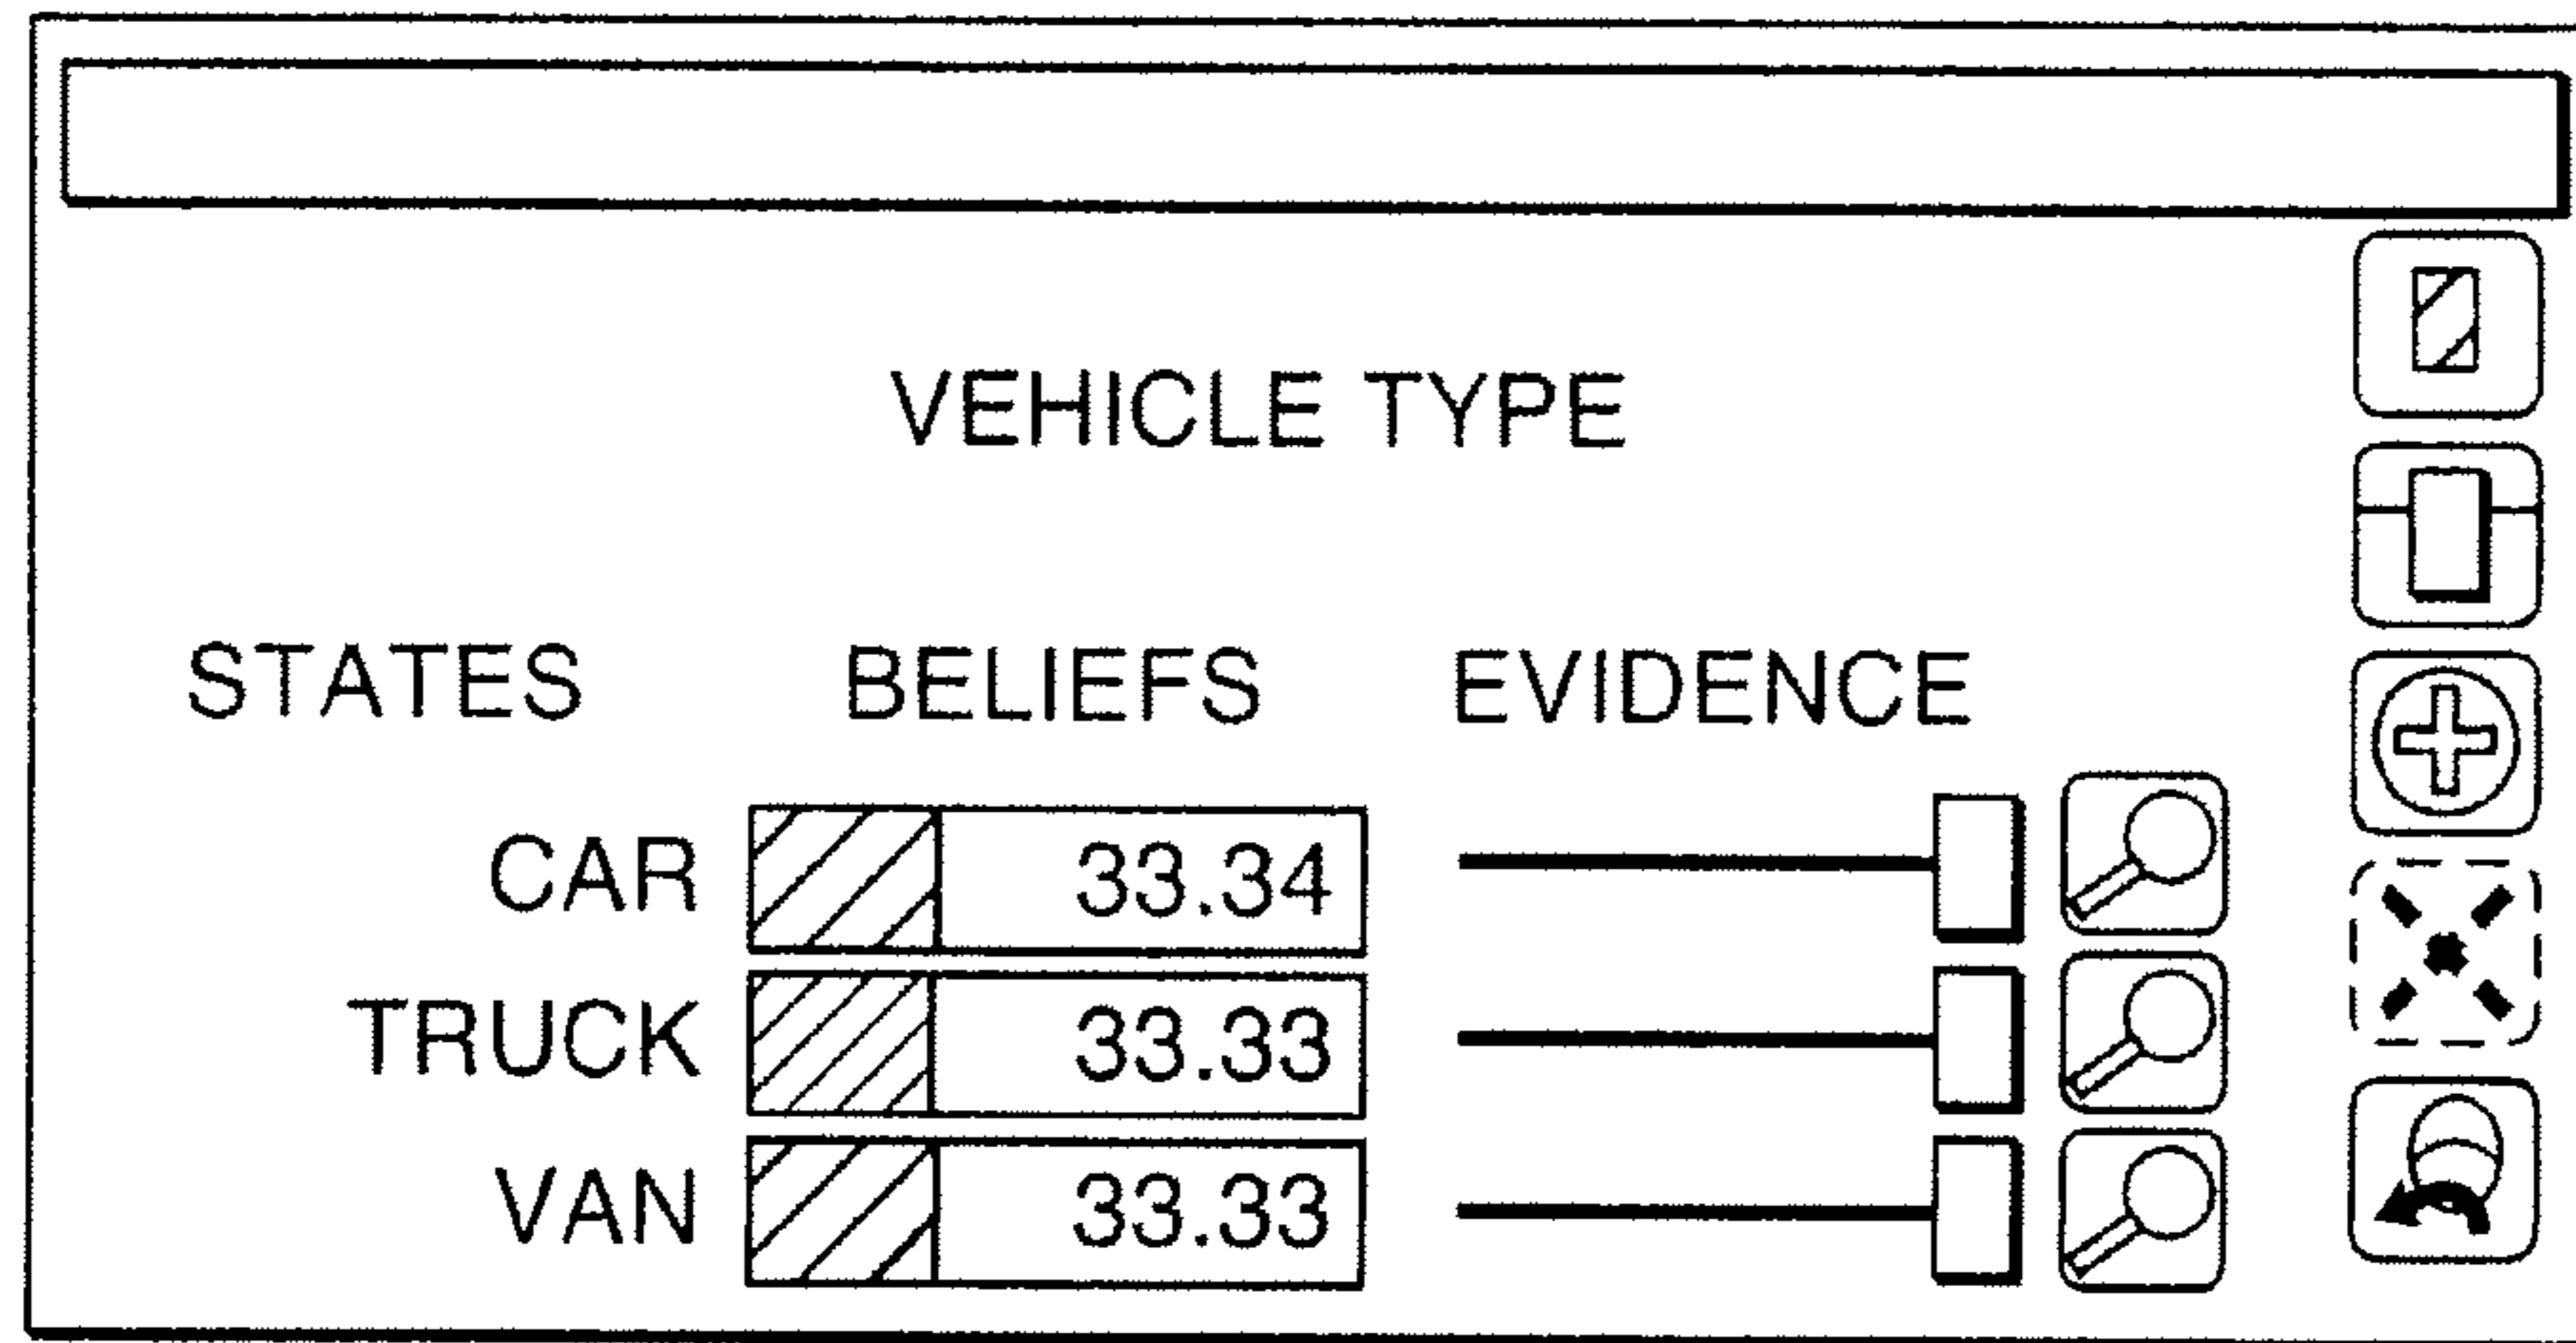 VEHICLE TYPE
STATES BELIEFS EVIDENCE
CAR 33.34
TRUCK 33.33
VAN 33.33